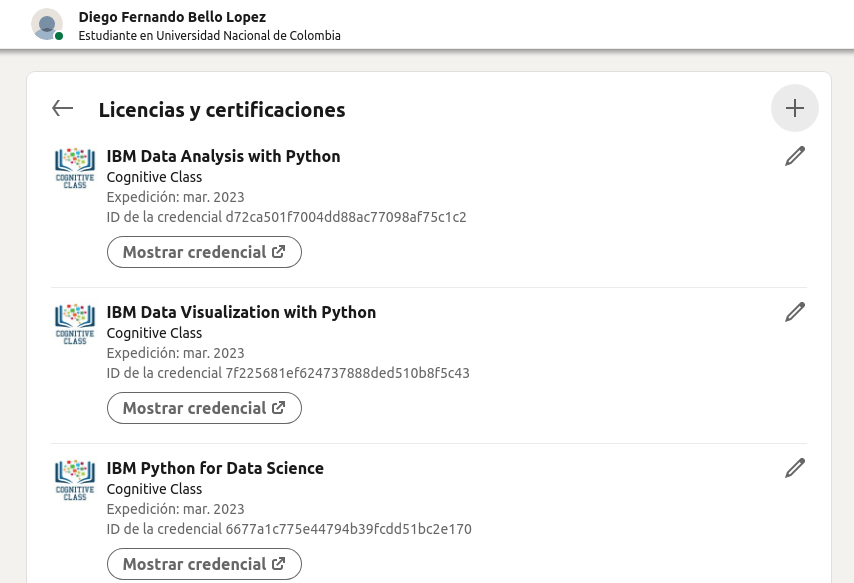 Diego Fernando Bello Lopez
Estudiante en Universidad Nacional de Colombia
Licencias y certificaciones
IBM Data Analysis with Python
Cognitive Class
Expedición: mar. 2023
ID de la credencial d72ca501f7004dd88ac77098af75c1c2
COGNITIVE
CLASS
Mostrar credencial
IBM Data Visualization with Python
Cognitive Class
Expedición: mar. 2023
ID de la credencial 7f225681ef624737888ded510b8f5c43
COGNITIVE
CLASS
Mostrar credencial
IBM Python for Data Science
Cognitive Class
Expedición: mar. 2023
ID de la credencial 6677a1c775e44794b39fcdd51bc2e170
COGNITIVE
CLASS
Mostrar credencial